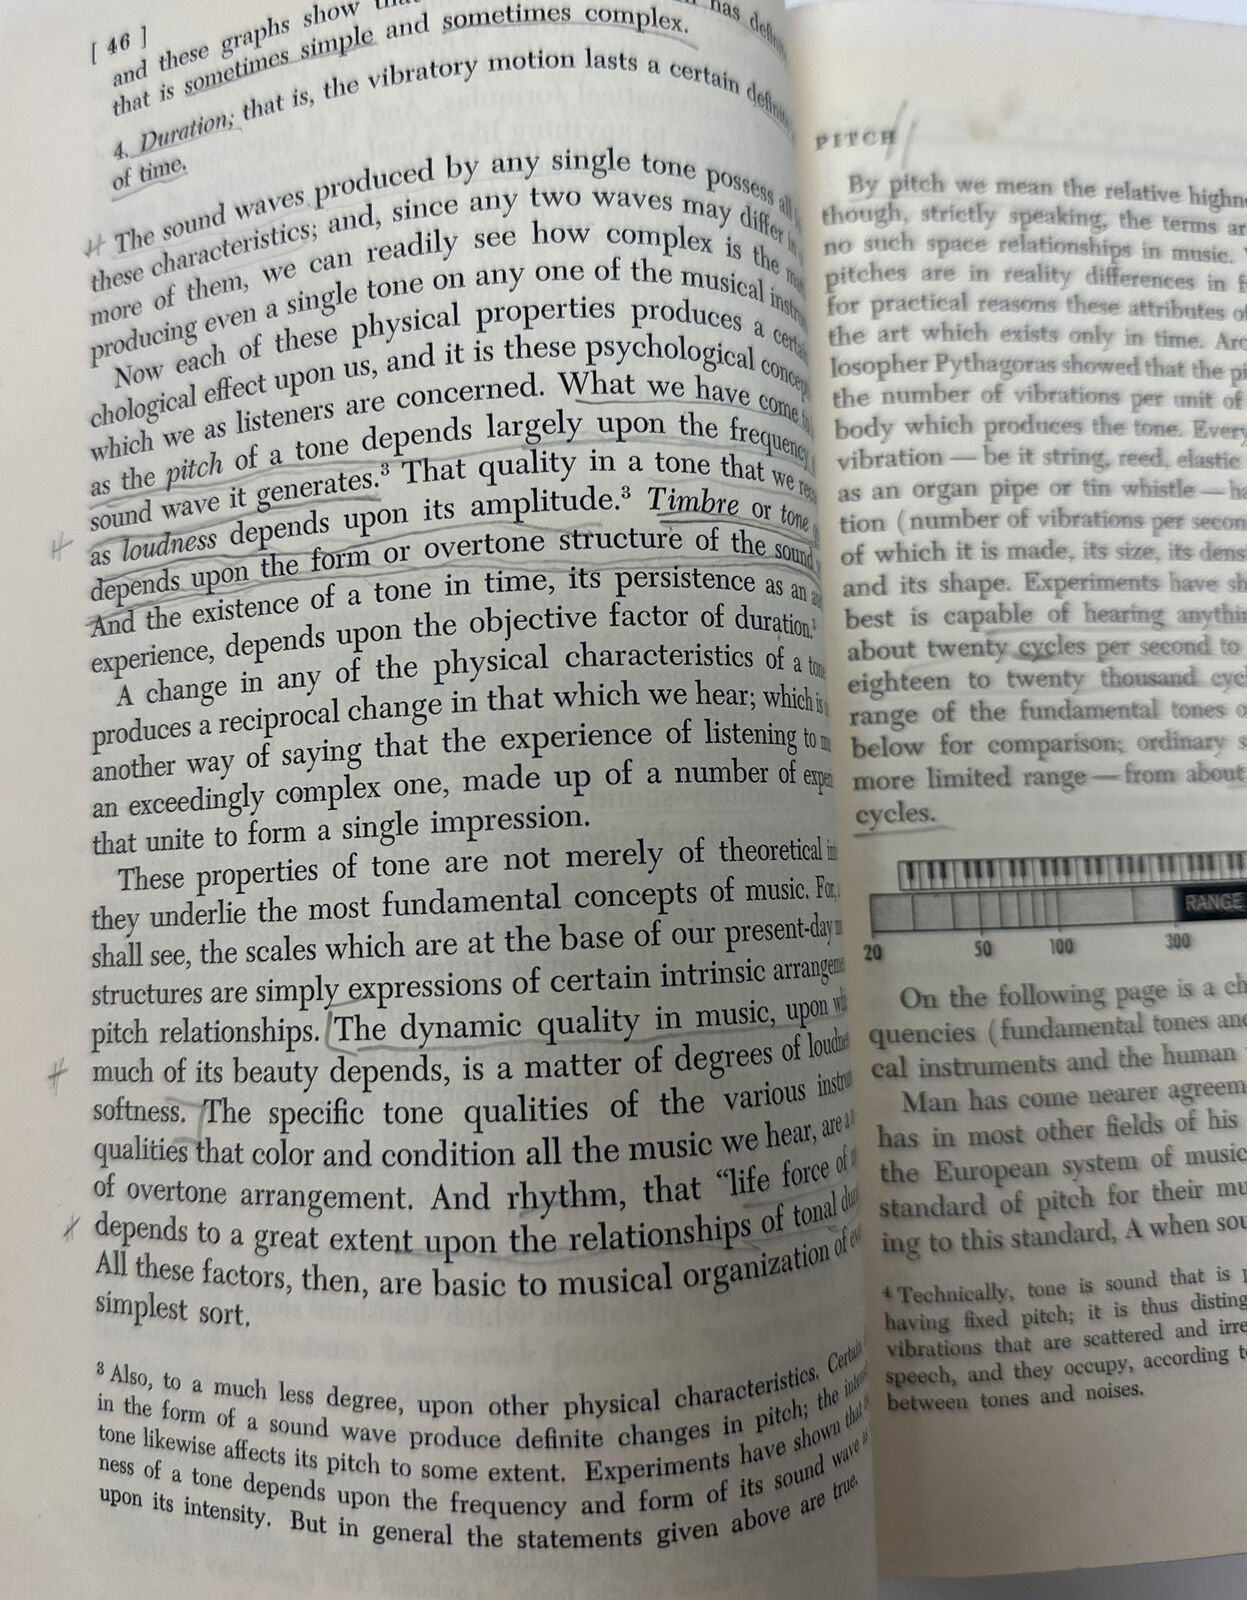 [ 46 ]
and these graphs show has
that is sometimes simple and sometimes complex.
4. Duration; that is, the vibratory motion lasts a certain
of time.
The sound waves produced by any single tone possess all
these characteristics; and, since any two waves may differ
more of them, we can readily see how complex is the
producing even a single tone on any one of the musical
Now each of these physical properties produces a
chological effect upon us, and it is these psychological
which we as listeners are concerned. What we have come
as the pitch of a tone depends largely upon the frequency
sound wave it generates.³ That quality in a tone that we
as loudness depends upon its amplitude.³ Timbre or tone
depends upon the form or overtone structure of the sound
And the existence of a tone in time, its persistence as an
experience, depends upon the objective factor of duration.³
A change in any of the physical characteristics of a
produces a reciprocal change in that which we hear; which is
another way of saying that the experience of listening to
an exceedingly complex one, made up of a number of
that unite to form a single impression.
These properties of tone are not merely of theoretical
they underlie the most fundamental concepts of music. For,
shall see, the scales which are at the base of our present-day
structures are simply expressions of certain intrinsic
pitch relationships. The dynamic quality in music, upon
much of its beauty depends, is a matter of degrees of
softness. The specific tone qualities of the various
qualities that color and condition all the music we hear, are
of overtone arrangement. And rhythm, that “life force of
depends to a great extent upon the relationships of tonal
All these factors, then, are basic to musical organization of
simplest sort.
³ Also, to a much less degree, upon other physical characteristics. Certain
in the form of a sound wave produce definite changes in pitch; the
tone likewise affects its pitch to some extent. Experiments have shown that
ness of a tone depends upon the frequency and form of its sound wave
upon its intensity. But in general the statements given above are true.
PITCH
By pitch we mean the relative
though, strictly speaking, the terms
no such space relationships in music.
pitches are in reality differences in
for practical reasons these attributes
the art which exists only in time.
losopher Pythagoras showed that the
the number of vibrations per unit of
body which produces the tone.
vibration — be it string, reed, elastic
as an organ pipe or tin whistle —
tion (number of vibrations per
of which it is made, its size, its
and its shape. Experiments have
best is capable of hearing
about twenty cycles per second to
eighteen to twenty thousand
range of the fundamental tones
below for comparison; ordinary
more limited range — from about
cycles.
RANGE
20 50 100 300
On the following page is a
quencies (fundamental tones
cal instruments and the human
Man has come nearer
has in most other fields of his
the European system of
standard of pitch for their
ing to this standard, A when
⁴ Technically, tone is sound that is
having fixed pitch; it is thus
vibrations that are scattered and
speech, and they occupy, according
between tones and noises.